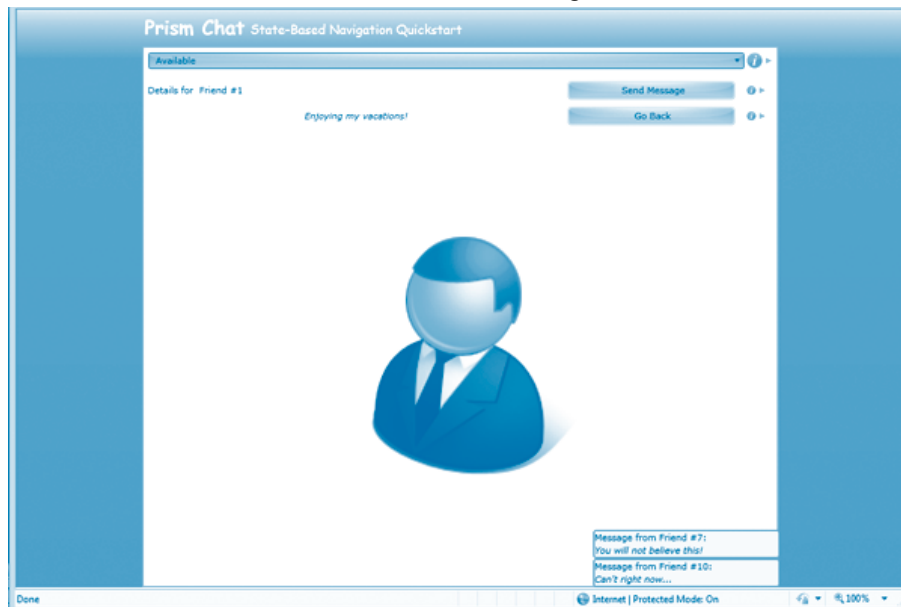 Prism Chat State-Based Navigation Quickstart
Available
Details for Friend #1
Send Message
Enjoying my vacations!
Go Back
Message from Friend #7:
You will not believe this!
Message from Friend #10:
Can't right now...
Done
Internet | Protected Mode: On
100%